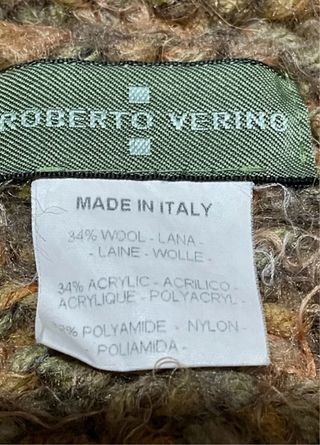 ROBERTO VERINO
MADE IN ITALY
34% WOOL - LANA -
- LAINE - WOLLE -
34% ACRYLIC - ACRILICO -
ACRYLIQUE - POLYACRYL -
POLYAMIDE - NYLON -
- POLIAMIDA -